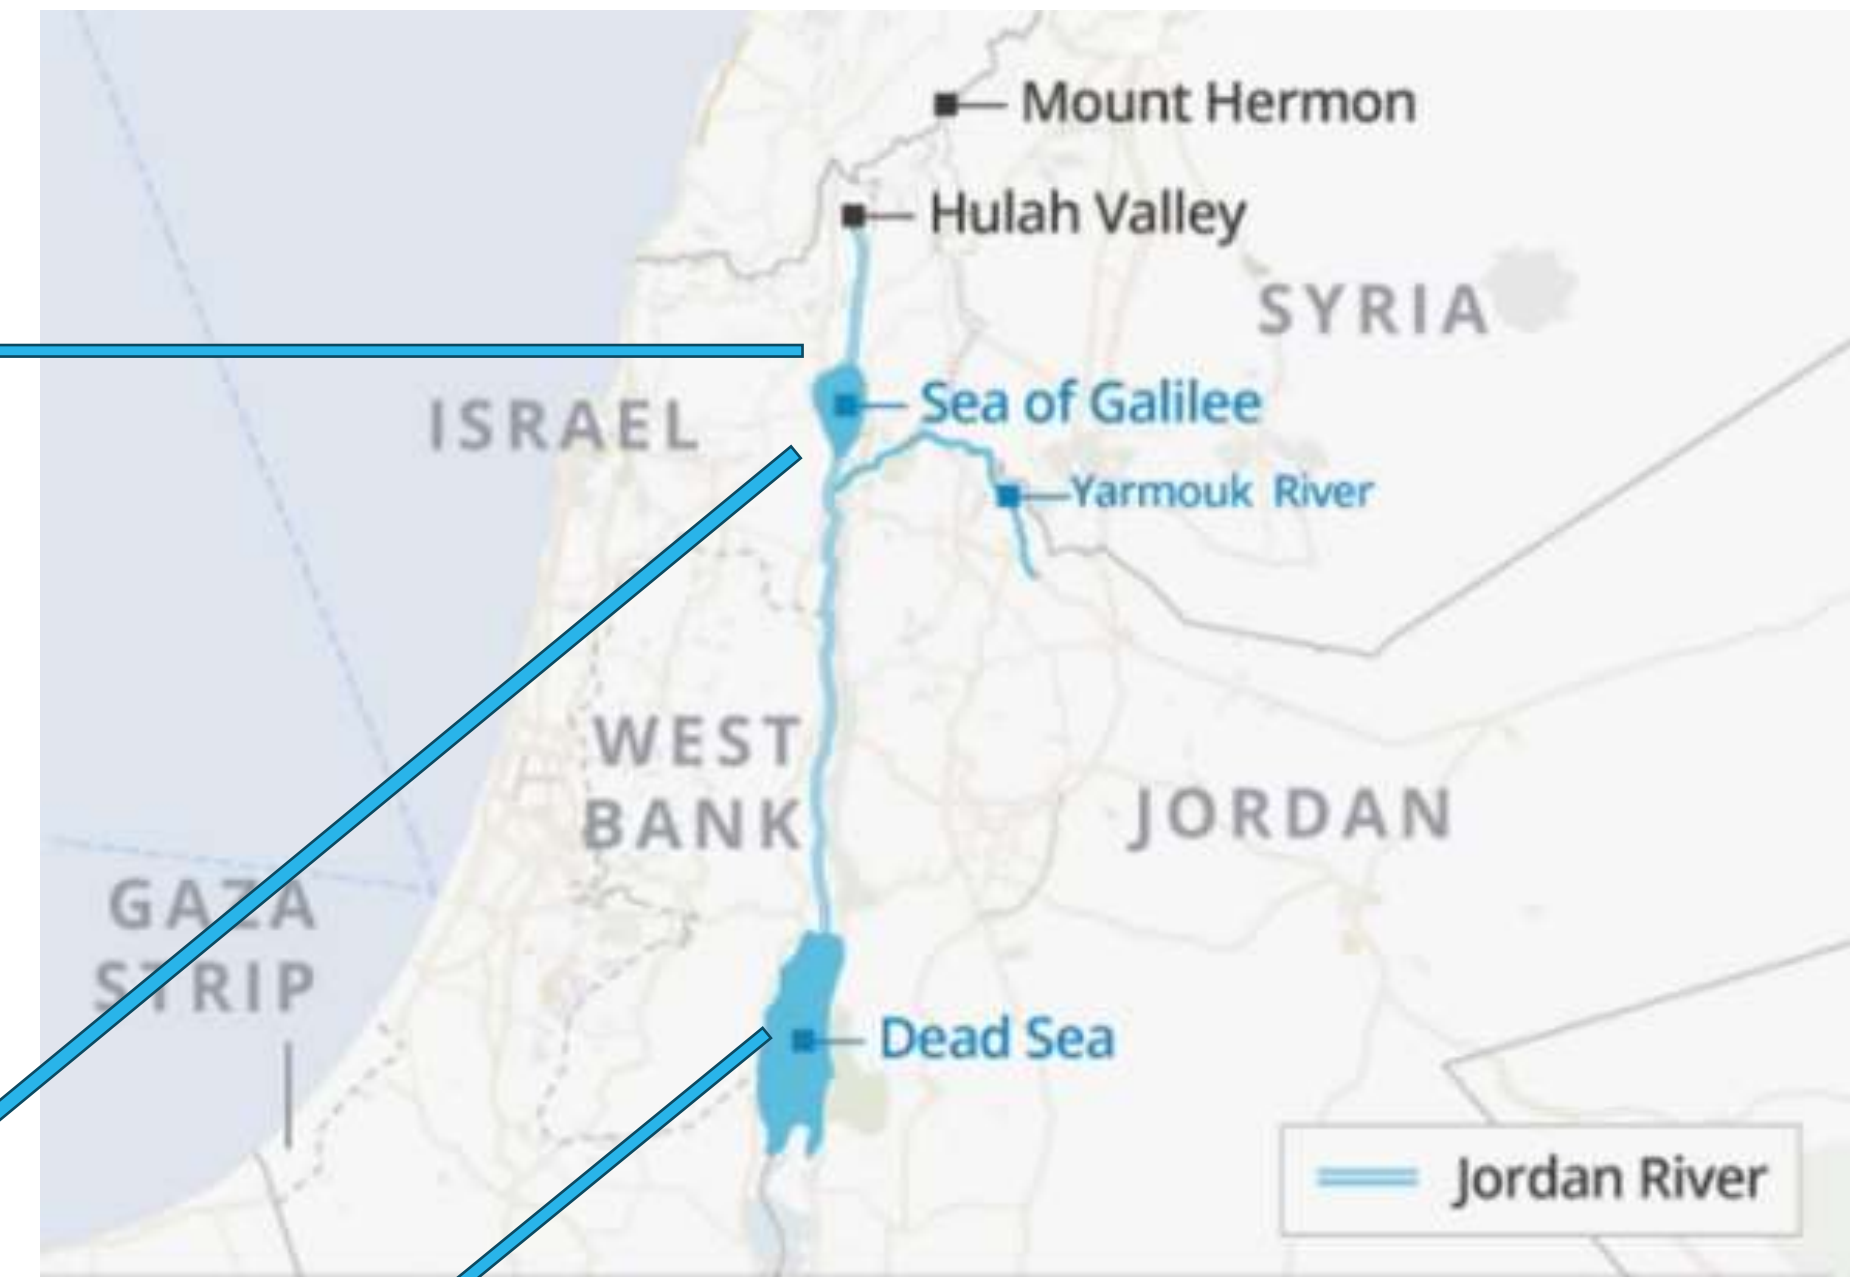 Mount Hermon
Hulah Valley
SYRIA
ISRAEL
Sea of Galilee
Yarmouk River
WEST
BANK
JORDAN
GAZA
STRIP
Dead Sea
Jordan River